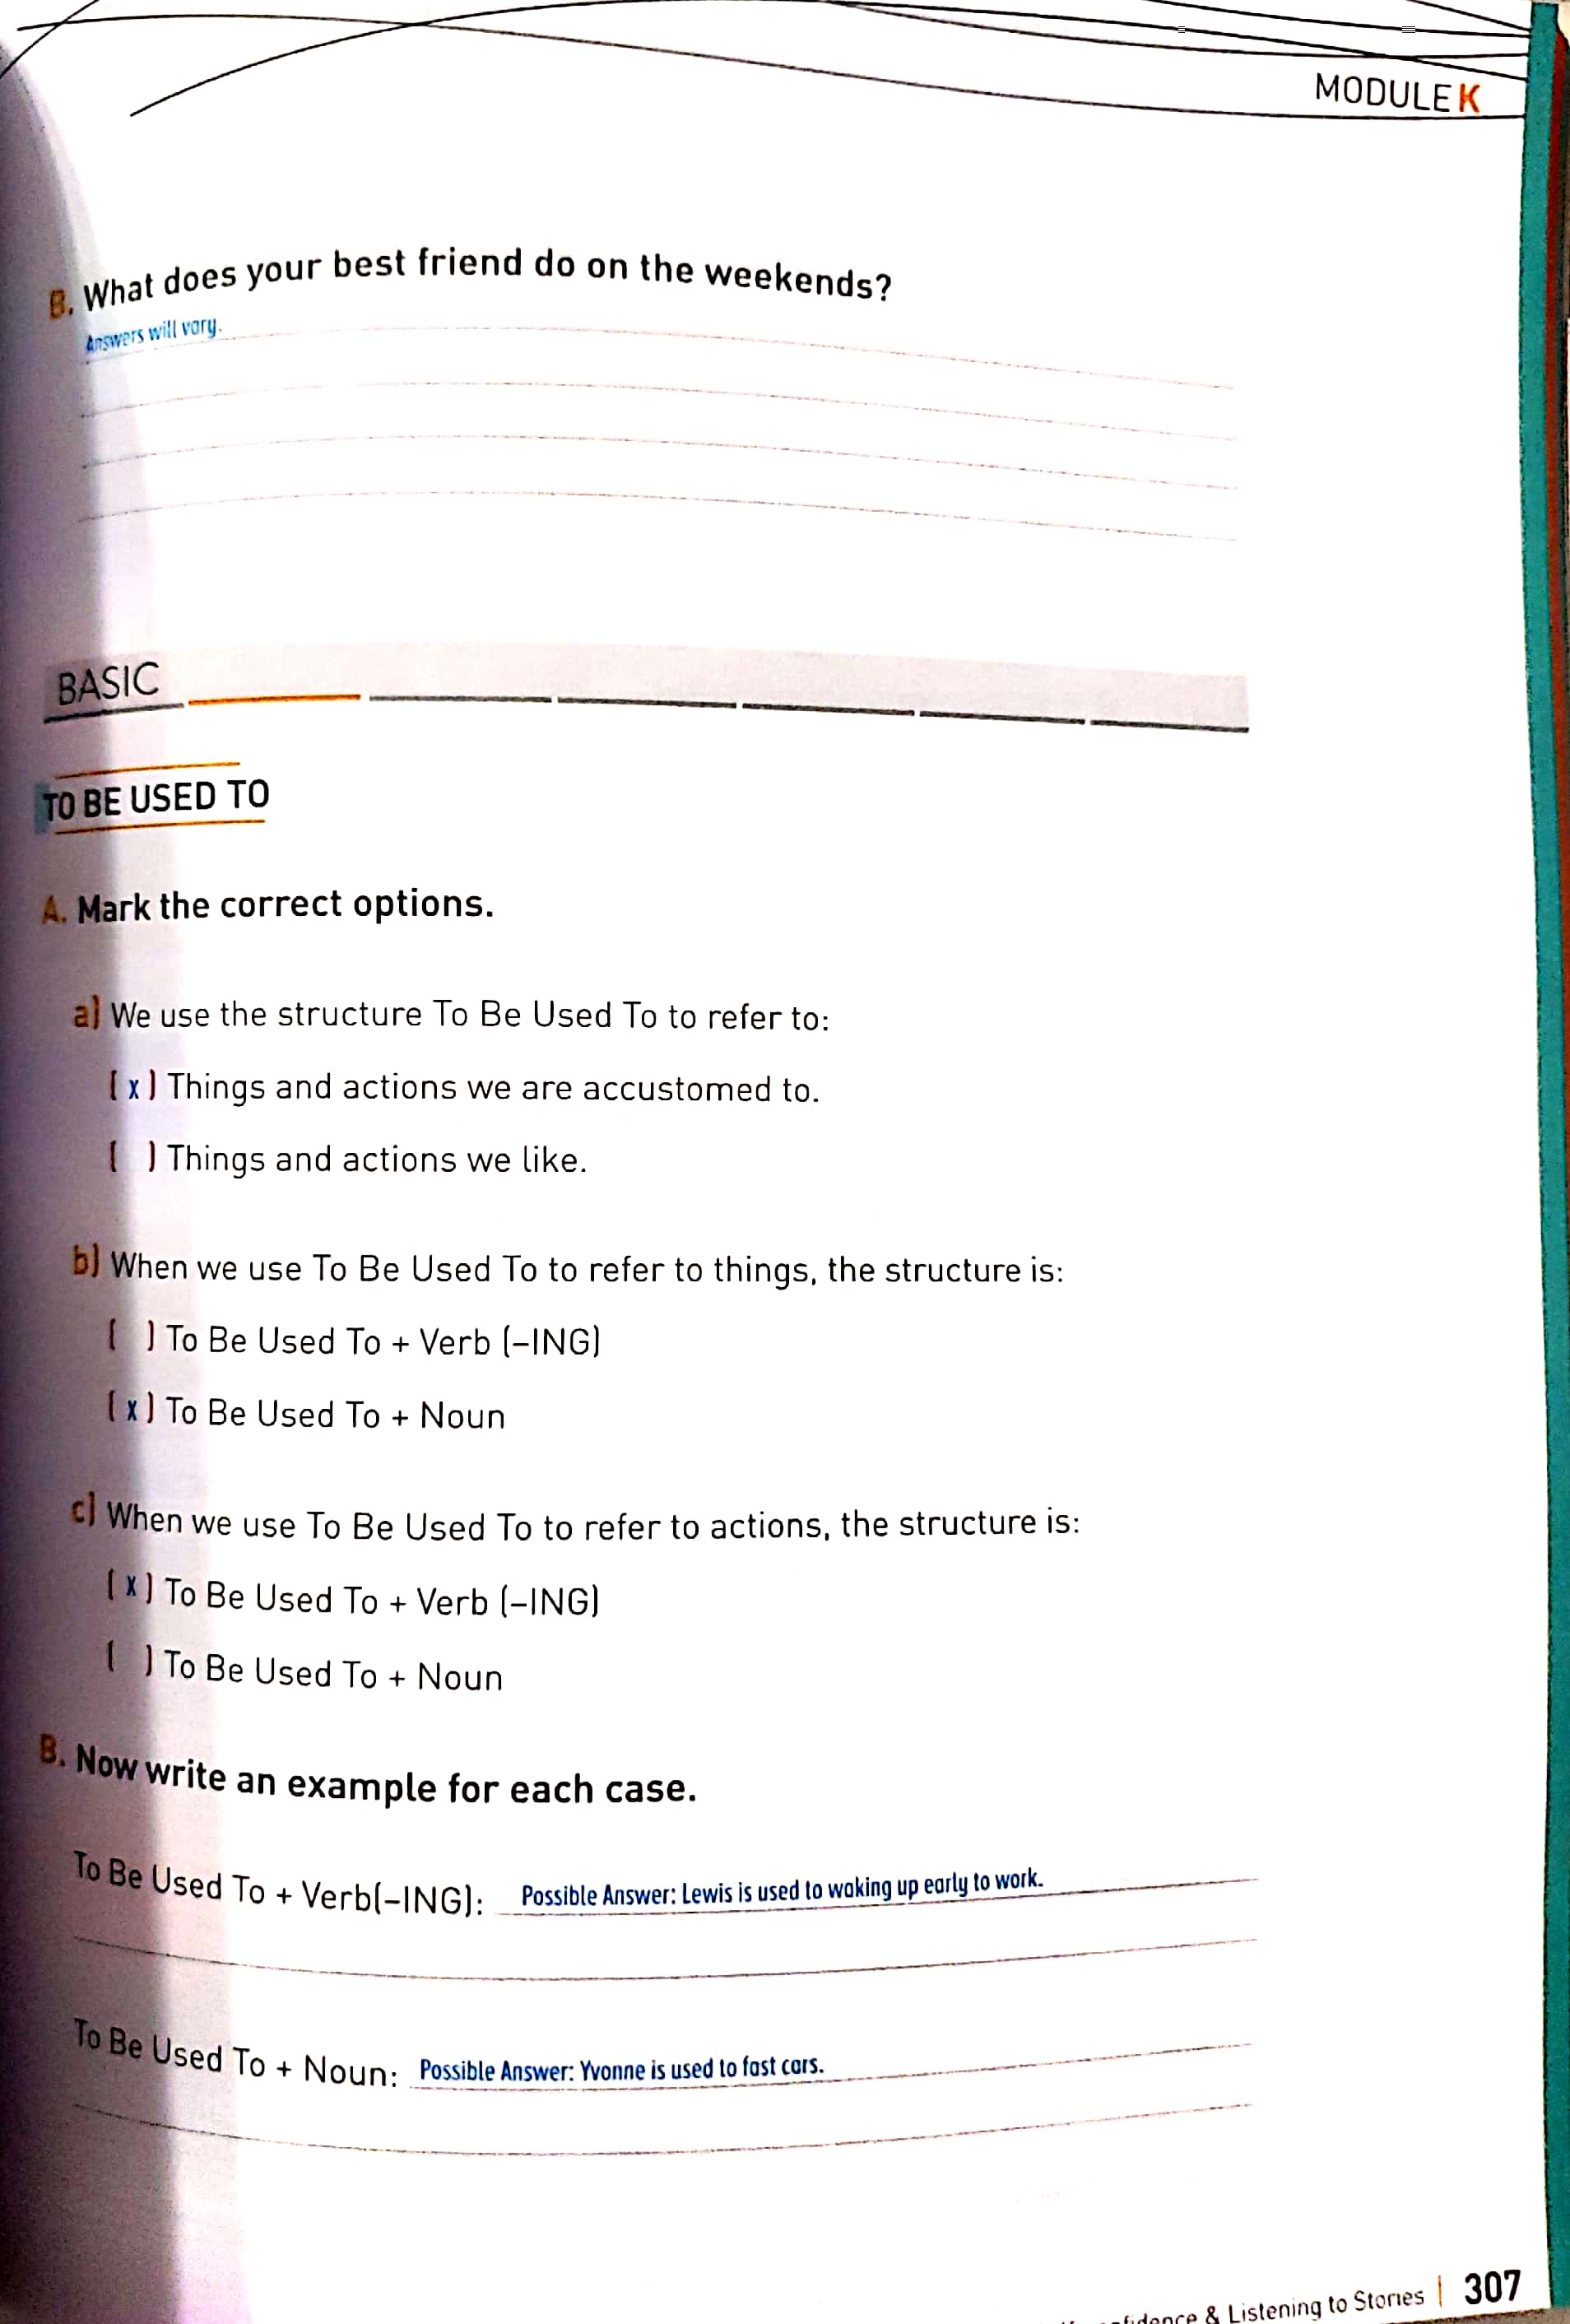 MODULE K
B. What does your best friend do on the weekends?
Answers will vary.
BASIC
TO BE USED TO
A. Mark the correct options.
a) We use the structure To Be Used To to refer to:
( x ) Things and actions we are accustomed to.
(   ) Things and actions we like.
b) When we use To Be Used To to refer to things, the structure is:
(   ) To Be Used To + Verb (-ING)
( x ) To Be Used To + Noun
c) When we use To Be Used To to refer to actions, the structure is:
( x ) To Be Used To + Verb (-ING)
(   ) To Be Used To + Noun
B. Now write an example for each case.
To Be Used To + Verb(-ING): Possible Answer: Lewis is used to waking up early to work.
To Be Used To + Noun: Possible Answer: Yvonne is used to fast cars.
& Listening to Stories | 307